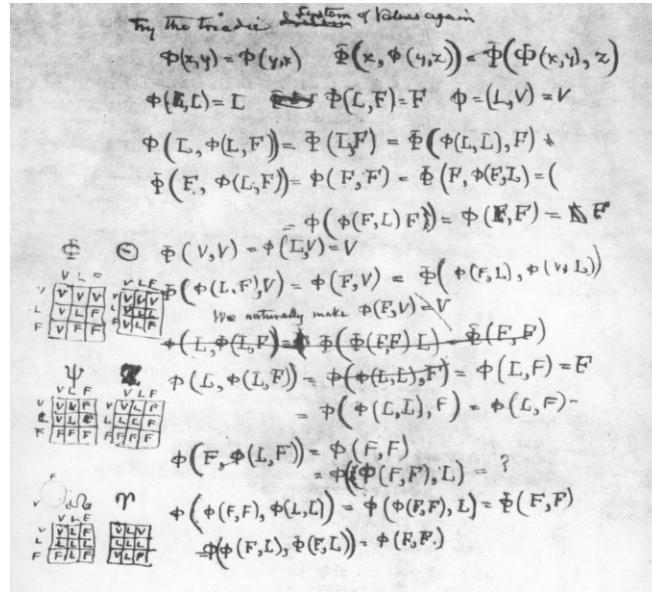 Try the triadic System of values again
Φ(x,y) = Φ(y,x) Φ(x, Φ(y,z)) = Φ(Φ(x,y), z)
Φ(L,L) = L Φ(L,F) = F Φ=(L,V) = V
Φ(L, Φ(L,F)) = Φ(L,F) = Φ(Φ(L,L), F)
Φ(F, Φ(L,F)) = Φ(F,F) = Φ(F, Φ(F,L) = (
= Φ(Φ(F,L) F)) = Φ(F,F) = F
Φ(V,V) = Φ(L,V) = V
Φ(Φ(L,F),V) = Φ(F,V) = Φ(Φ(F,L), Φ(V,L))
We naturally make Φ(F,V) = V
Φ(L, Φ(L,F)) = Φ(Φ(L,L),F) = Φ(L,F) = F
= Φ(Φ(L,L), F) = Φ(L,F) =
Φ(F, Φ(L,F)) = Φ(F,F)
= Φ(Φ(F,F), L) = ?
Φ(Φ(F,F), Φ(L,L)) = Φ(Φ(F,F), L) = Φ(F,F)
= Φ(Φ(F,L), Φ(F,L)) = Φ(F,F)
Φ Θ
V L F V L F
V V V V V V L V
L V L F L L L L
F V F F F V L F
Ψ Z
V L F V L F
V V V F V V L F
L V L F L L L F
F F F F F F F F
Ω ϒ
V L F
V V L F V L V
L L L L L L L
F F L F V L F